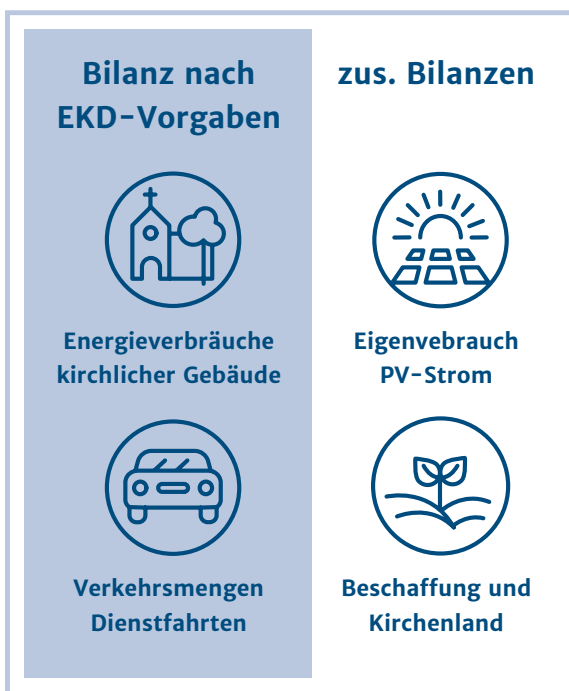 Bilanz nach
EKD-Vorgaben
Energieverbräuche
kirchlicher Gebäude
Verkehrsmengen
Dienstfahrten
zus. Bilanzen
Eigenvebrauch
PV-Strom
Beschaffung und
Kirchenland